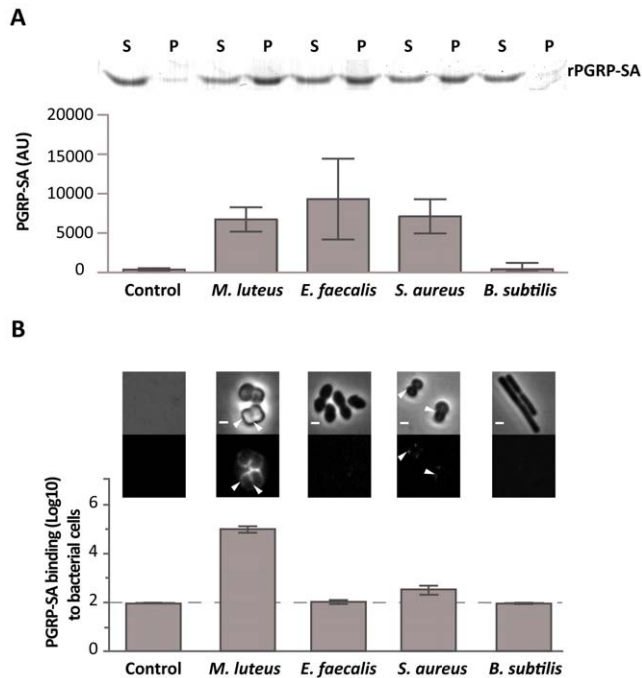 A
S P S P S P S P S P
rPGRP-SA
PGRP-SA (AU)
20000
15000
10000
5000
0
Control M. luteus E. faecalis S. aureus B. subtilis
B
PGRP-SA binding (Log10)
to bacterial cells
6
4
2
0
Control M. luteus E. faecalis S. aureus B. subtilis